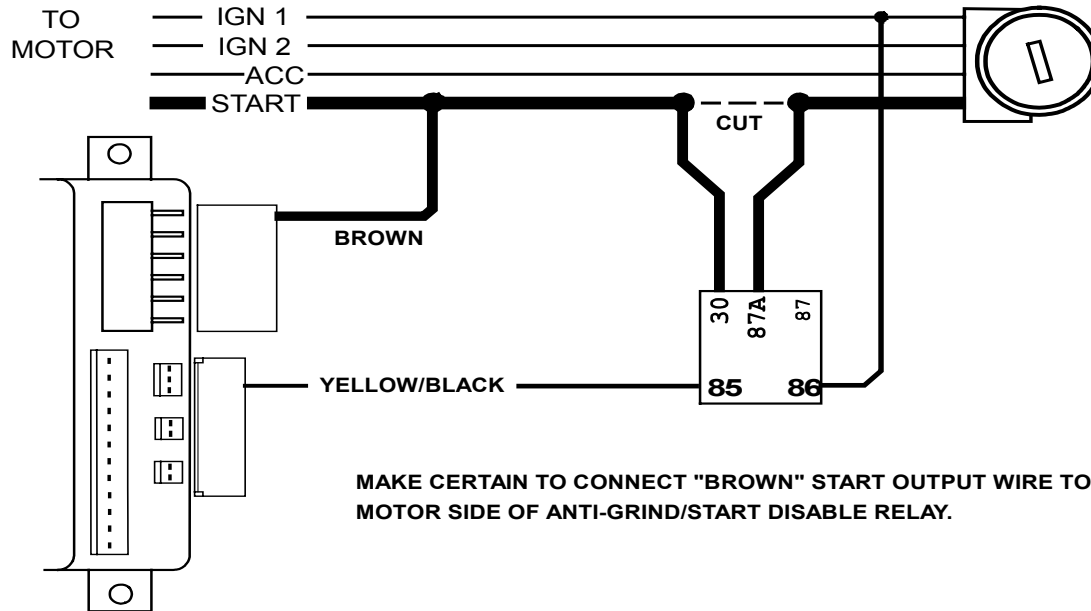 TO
MOTOR
IGN 1
IGN 2
ACC
START
CUT
BROWN
30
87A
87
YELLOW/BLACK
85
86
MAKE CERTAIN TO CONNECT "BROWN" START OUTPUT WIRE TO
MOTOR SIDE OF ANTI-GRIND/START DISABLE RELAY.